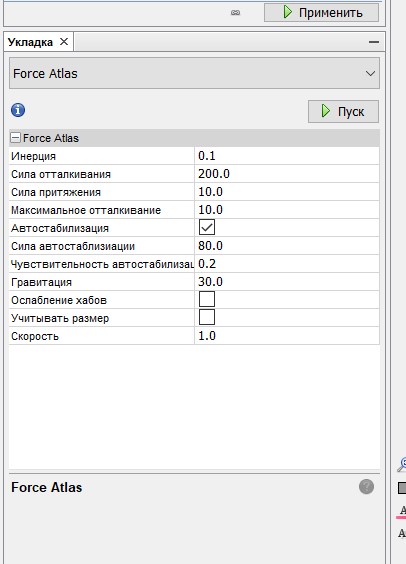 Применить
Укладка
Force Atlas
Пуск
Force Atlas
Инерция 0.1
Сила отталкивания 200.0
Сила притяжения 10.0
Максимальное отталкивание 10.0
Автостабилизация
Сила автостаблизиации 80.0
Чувствительность автостабилизац 0.2
Гравитация 30.0
Ослабление хабов
Учитывать размер
Скорость 1.0
Force Atlas